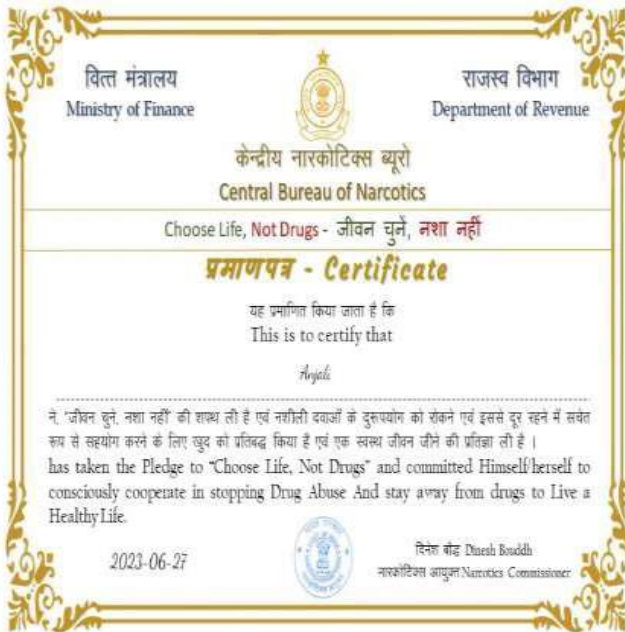 वित्त मंत्रालय
Ministry of Finance
राजस्व विभाग
Department of Revenue
केन्द्रीय नारकोटिक्स ब्यूरो
Central Bureau of Narcotics
Choose Life, Not Drugs - जीवन चुनें, नशा नहीं
प्रमाणपत्र - Certificate
यह प्रमाणित किया जाता है कि
This is to certify that
Anjali
ने, "जीवन चुने, नशा नहीं" की शपथ ली है एवं नशीली दवाओं के दुरूपयोग को रोकने एवं इससे दूर रहने में सचेत
रूप से सहयोग करने के लिए खुद को प्रतिबद्ध किया है एवं एक स्वस्थ जीवन जीने की प्रतिज्ञा ली है ।
has taken the Pledge to "Choose Life, Not Drugs" and committed Himself/herself to
consciously cooperate in stopping Drug Abuse And stay away from drugs to Live a
Healthy Life.
2023-06-27
दिनेश बौद्ध Dinesh Bouddh
नारकोटिक्स आयुक्त Narcotics Commissioner